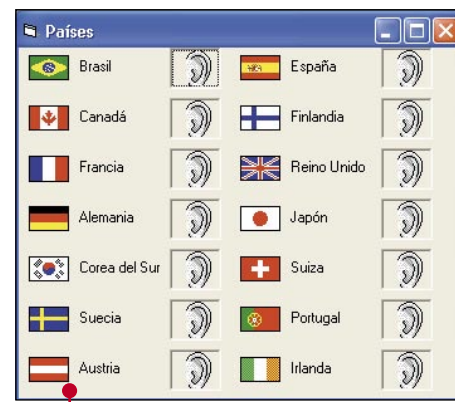 Países
Brasil España
Canadá Finlandia
Francia Reino Unido
Alemania Japón
Corea del Sur Suiza
Suecia Portugal
Austria Irlanda